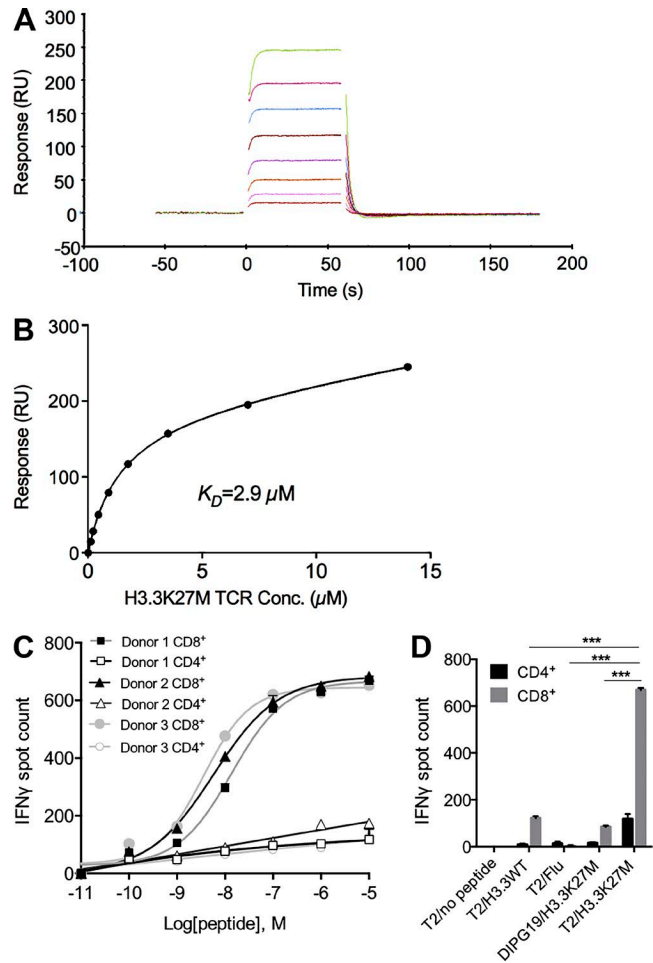 A
Response (RU)
300
250
200
150
100
50
0
-50
-100
-50
0
50
100
150
200
Time (s)
B
Response (RU)
300
200
100
0
K_D=2.9 µM
0
5
10
15
H3.3K27M TCR Conc. (µM)
C
IFNγ spot count
800
600
400
200
0
Donor 1 CD8⁺
Donor 1 CD4⁺
Donor 2 CD8⁺
Donor 2 CD4⁺
Donor 3 CD8⁺
Donor 3 CD4⁺
-11
-10
-9
-8
-7
-6
-5
Log[peptide], M
D
IFNγ spot count
800
600
400
200
0
***
***
***
CD4⁺
CD8⁺
T2/no peptide
T2/H3.3WT
T2/Flu
DIPG19/H3.3K27M
T2/H3.3K27M